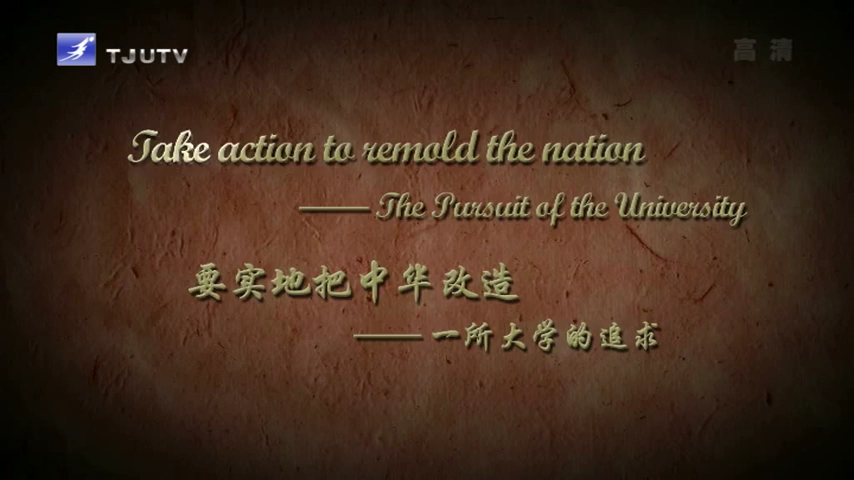 TJUTV
高清
Take action to remold the nation
——The Pursuit of the University
要实地把中华改造
——一所大学的追求